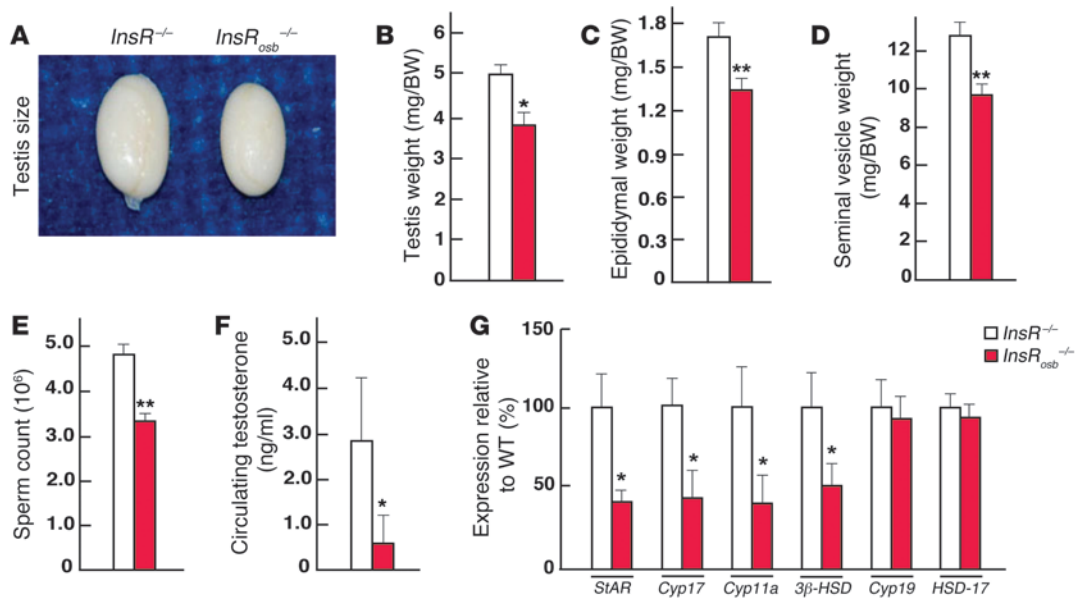 A
InsR−/−
InsRosb−/−
Testis size
B
Testis weight (mg/BW)
6
5
4
3
2
1
0
*
C
Epididymal weight (mg/BW)
1.8
1.5
1.2
0.9
0.6
0.3
0
**
D
Seminal vesicle weight
(mg/BW)
12
10
8
6
4
2
0
**
E
Sperm count (10⁶)
5.0
4.0
3.0
2.0
1.0
0
**
F
Circulating testosterone
(ng/ml)
5.0
4.0
3.0
2.0
1.0
0
*
G
Expression relative
to WT (%)
150
100
50
0
* * * *
StAR Cyp17 Cyp11a 3β-HSD Cyp19 HSD-17
InsR−/−
InsRosb−/−